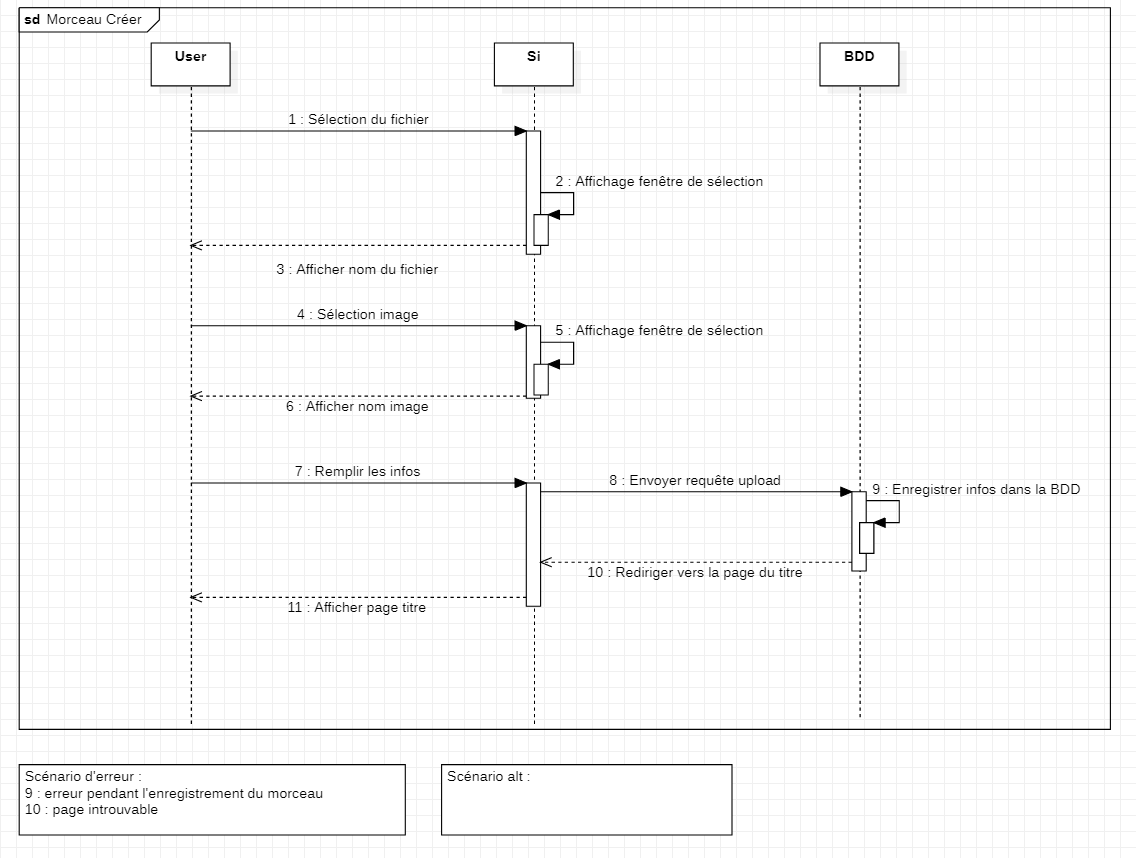 sd Morceau Créer
User
Si
BDD
1 : Sélection du fichier
2 : Affichage fenêtre de sélection
3 : Afficher nom du fichier
4 : Sélection image
5 : Affichage fenêtre de sélection
6 : Afficher nom image
7 : Remplir les infos
8 : Envoyer requête upload
9 : Enregistrer infos dans la BDD
10 : Rediriger vers la page du titre
11 : Afficher page titre
Scénario d'erreur :
9 : erreur pendant l'enregistrement du morceau
10 : page introuvable
Scénario alt :